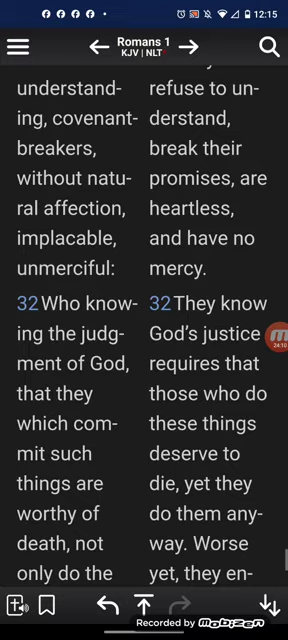 12:15
Romans 1
KJV | NLT
understand-
ing, covenant-
breakers,
without natu-
ral affection,
implacable,
unmerciful:
32 Who know-
ing the judg-
ment of God,
that they
which com-
mit such
things are
worthy of
death, not
only do the
refuse to un-
derstand,
break their
promises, are
heartless,
and have no
mercy.
32 They know
God's justice
requires that
those who do
these things
deserve to
die, yet they
do them any-
way. Worse
yet, they en-
24:10
Recorded by Mobizen